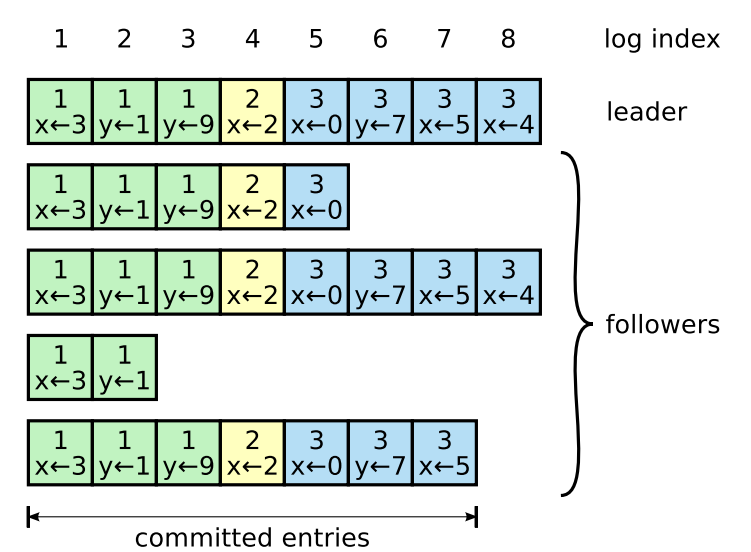 1 2 3 4 5 6 7 8 log index
1 1 1 2 3 3 3 3
x←3 y←1 y←9 x←2 x←0 y←7 x←5 x←4
leader
1 1 1 2 3
x←3 y←1 y←9 x←2 x←0
1 1 1 2 3 3 3 3
x←3 y←1 y←9 x←2 x←0 y←7 x←5 x←4
followers
1 1
x←3 y←1
1 1 1 2 3 3 3
x←3 y←1 y←9 x←2 x←0 y←7 x←5
committed entries